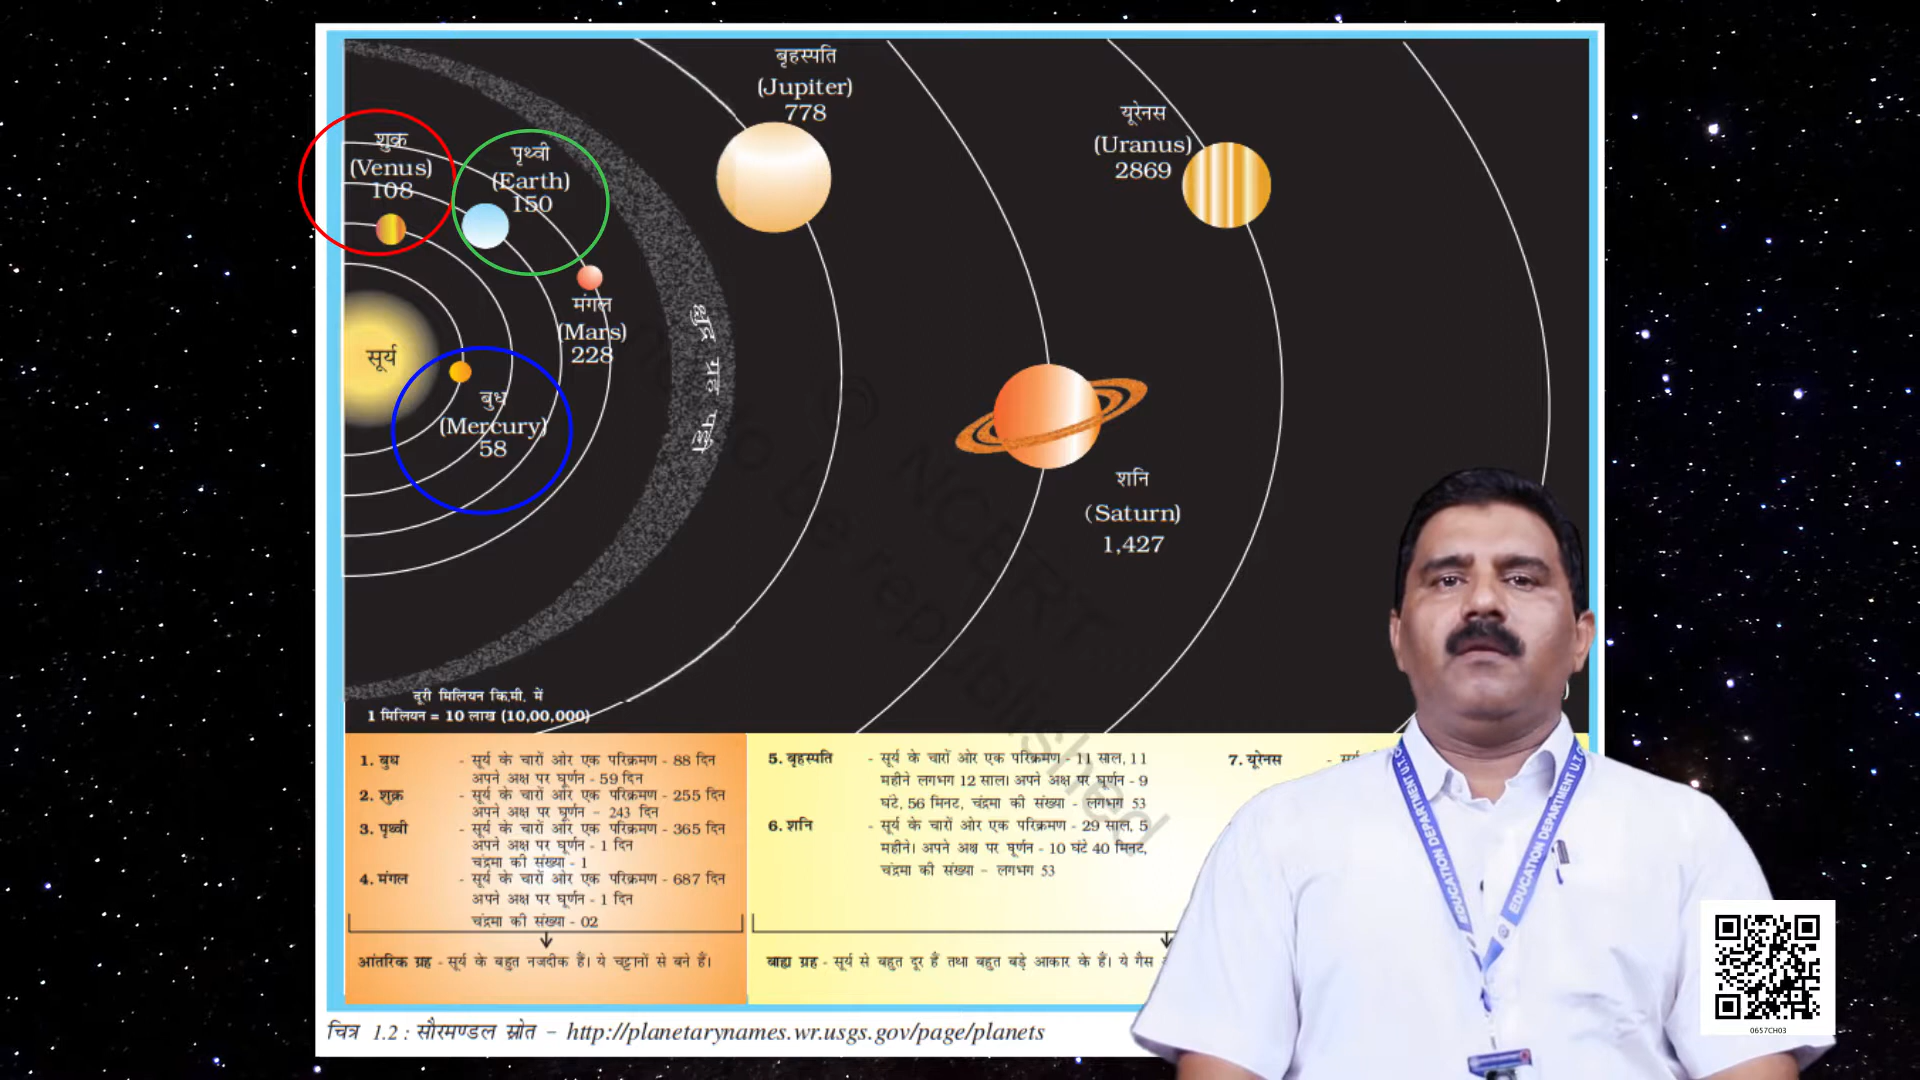 बृहस्पति
(Jupiter)
778
यूरेनस
(Uranus)
2869
शुक्र
(Venus)
108
पृथ्वी
(Earth)
150
मंगल
(Mars)
228
सूर्य
बुध
(Mercury)
58
क्षुद्र ग्रह पट्टी
शनि
(Saturn)
1,427
© NCERT
not to be republished
दूरी मिलियन कि.मी. में
1 मिलियन = 10 लाख (10,00,000)
1. बुध - सूर्य के चारों ओर एक परिक्रमण - 88 दिन
अपने अक्ष पर घूर्णन - 59 दिन
2. शुक्र - सूर्य के चारों ओर एक परिक्रमण - 255 दिन
अपने अक्ष पर घूर्णन - 243 दिन
3. पृथ्वी - सूर्य के चारों ओर एक परिक्रमण - 365 दिन
अपने अक्ष पर घूर्णन - 1 दिन
चंद्रमा की संख्या - 1
4. मंगल - सूर्य के चारों ओर एक परिक्रमण - 687 दिन
अपने अक्ष पर घूर्णन - 1 दिन
चंद्रमा की संख्या - 02
आंतरिक ग्रह - सूर्य के बहुत नजदीक हैं। ये चट्टानों से बने हैं।
5. बृहस्पति - सूर्य के चारों ओर एक परिक्रमण - 11 साल, 11
महीने लगभग 12 साल। अपने अक्ष पर घूर्णन - 9
घंटे, 56 मिनट, चंद्रमा की संख्या - लगभग 53
6. शनि - सूर्य के चारों ओर एक परिक्रमण - 29 साल, 5
महीने। अपने अक्ष पर घूर्णन - 10 घंटे 40 मिनट,
चंद्रमा की संख्या - लगभग 53
बाह्य ग्रह - सूर्य से बहुत दूर हैं तथा बहुत बड़े आकार के हैं। ये गैस
7. यूरेनस -
चित्र 1.2 : सौरमण्डल स्रोत - http://planetarynames.wr.usgs.gov/page/planets
EDUCATION DEPARTMENT U.T.
EDUCATION DEPARTMENT U.T.
0657CH03